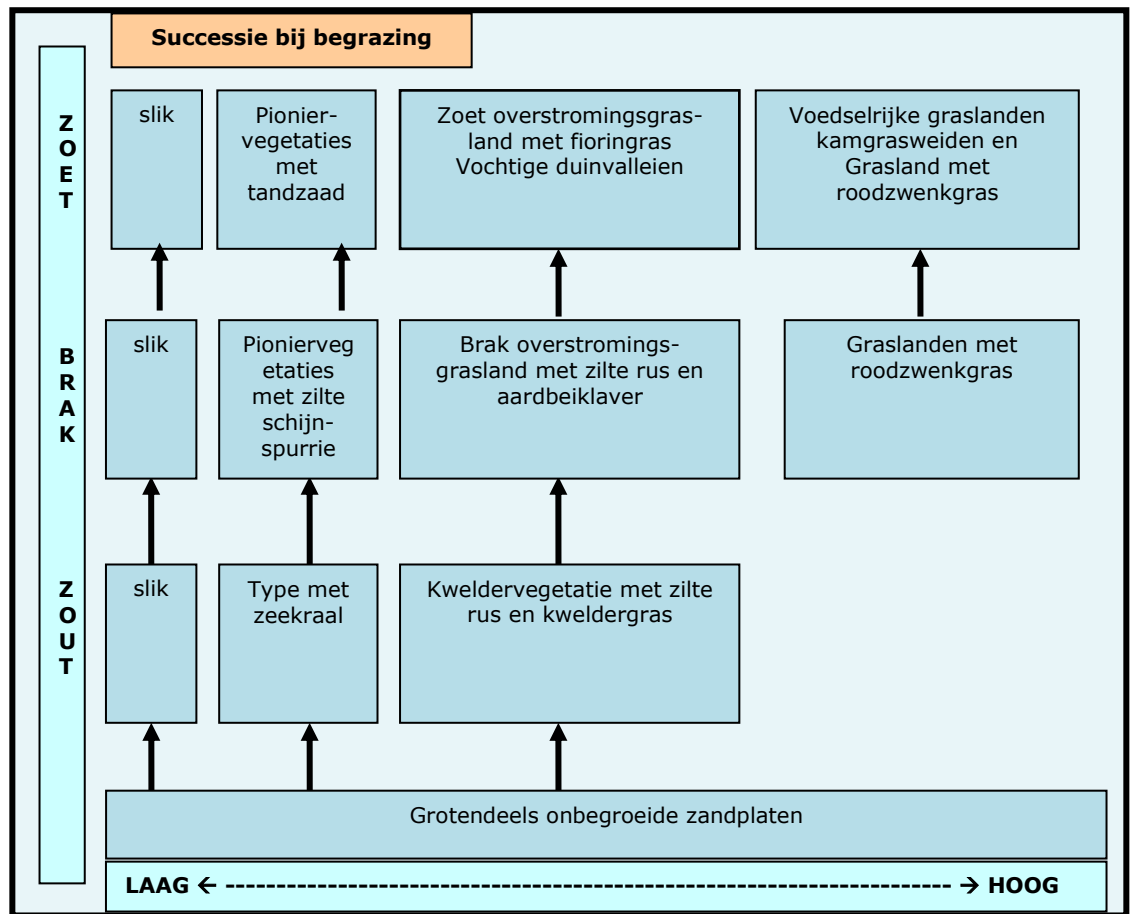 Successie bij begrazing
Z
O
E
T
slik
Pionier-
vegetaties
met
tandzaad
Zoet overstromingsgras-
land met fioringras
Vochtige duinvalleien
Voedselrijke graslanden
kamgrasweiden en
Grasland met
roodzwenkgras
B
R
A
K
slik
Pionierveg
etaties
met zilte
schijn-
spurrie
Brak overstromings-
grasland met zilte rus en
aardbeiklaver
Graslanden met
roodzwenkgras
Z
O
U
T
slik
Type met
zeekraal
Kweldervegetatie met zilte
rus en kweldergras
Grotendeels onbegroeide zandplaten
LAAG ← ---------------------------------------------------------- → HOOG